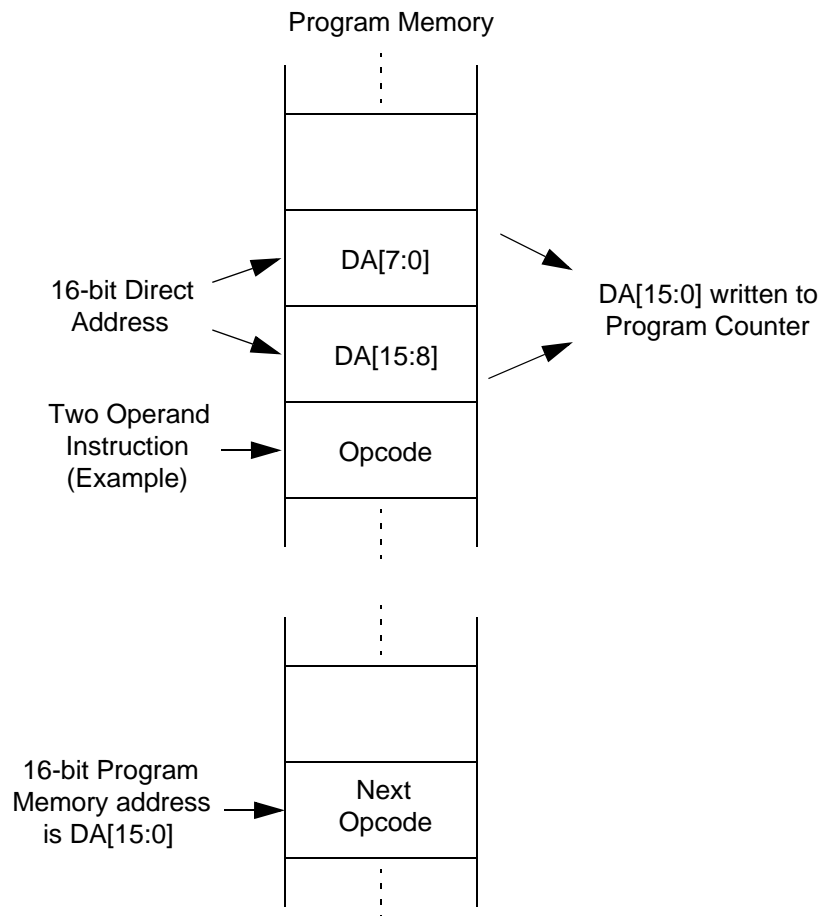 Program Memory
DA[7:0]
16-bit Direct
Address
DA[15:0] written to
Program Counter
DA[15:8]
Two Operand
Instruction
(Example)
Opcode
16-bit Program
Memory address
is DA[15:0]
Next
Opcode